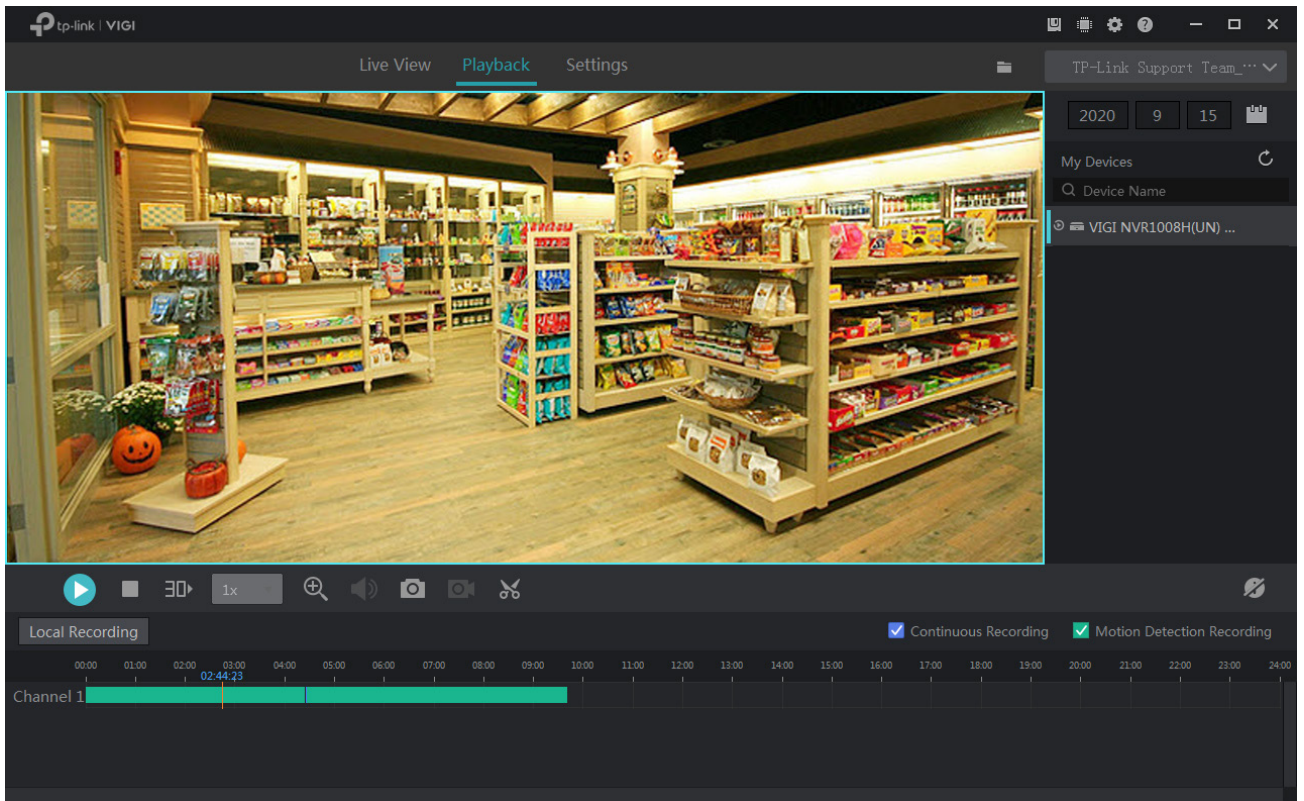 tp-link | VIGI
Live View Playback Settings
TP-Link Support Team_···
2020 9 15
My Devices
Device Name
VIGI NVR1008H(UN) ...
1x
Local Recording
Continuous Recording Motion Detection Recording
00:00 01:00 02:00 03:00 04:00 05:00 06:00 07:00 08:00 09:00 10:00 11:00 12:00 13:00 14:00 15:00 16:00 17:00 18:00 19:00 20:00 21:00 22:00 23:00 24:00
02:44:23
Channel 1